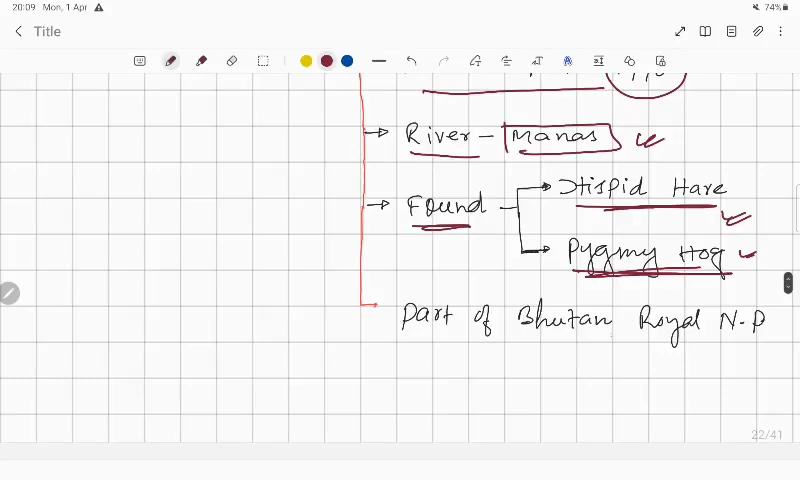 20:09 Mon, 1 Apr
74%
Title
River - Manas
Found
Hispid Hare
Pygmy Hog
Part of Bhutan Royal N.P
22/41